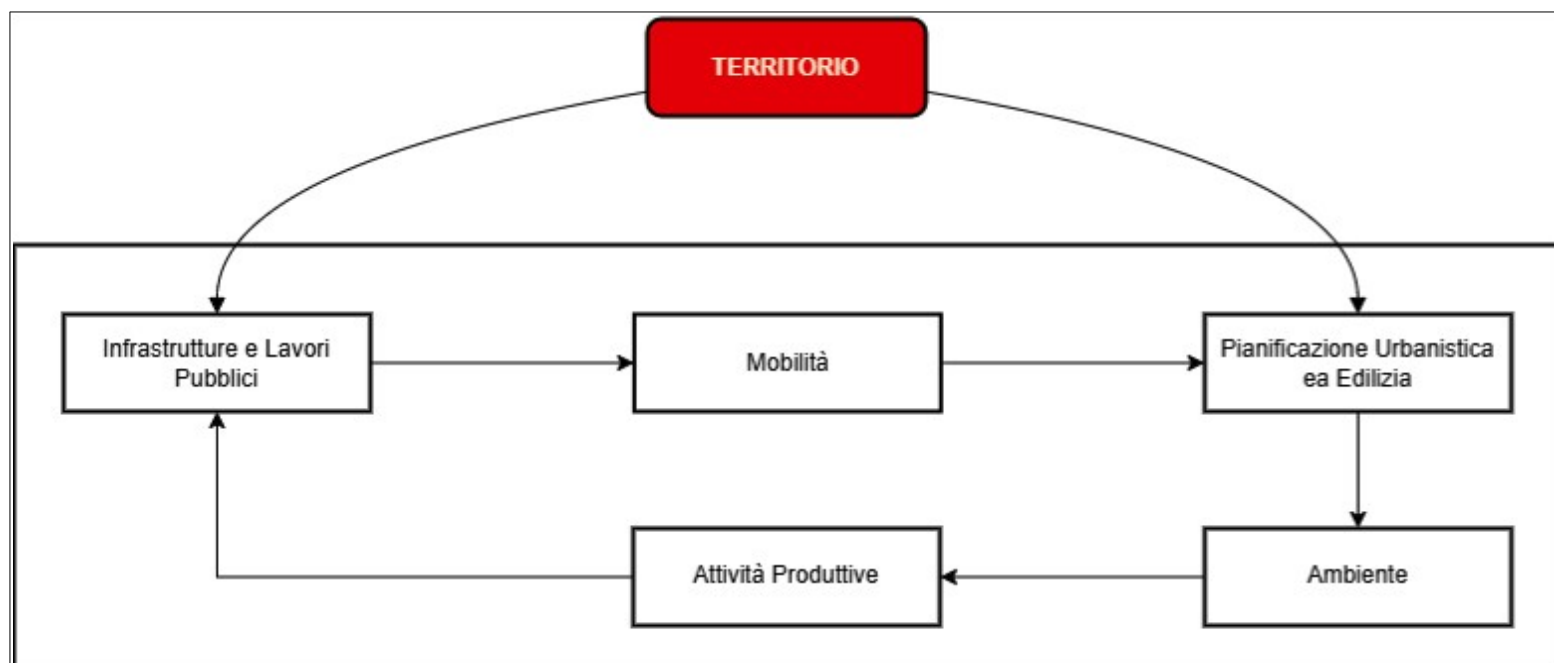 TERRITORIO
Infrastrutture e Lavori
Pubblici
Mobilità
Pianificazione Urbanistica
ea Edilizia
Attività Produttive
Ambiente